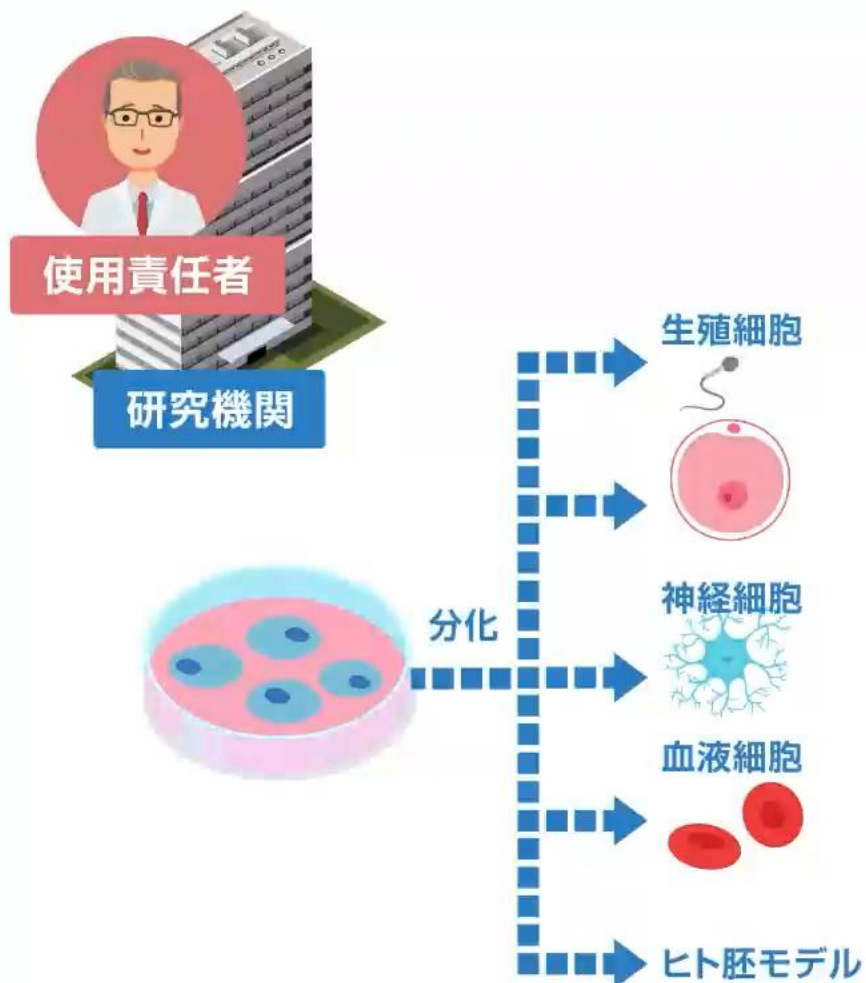 使用責任者
研究機関
生殖細胞
分化
神経細胞
血液細胞
ヒト胚モデル